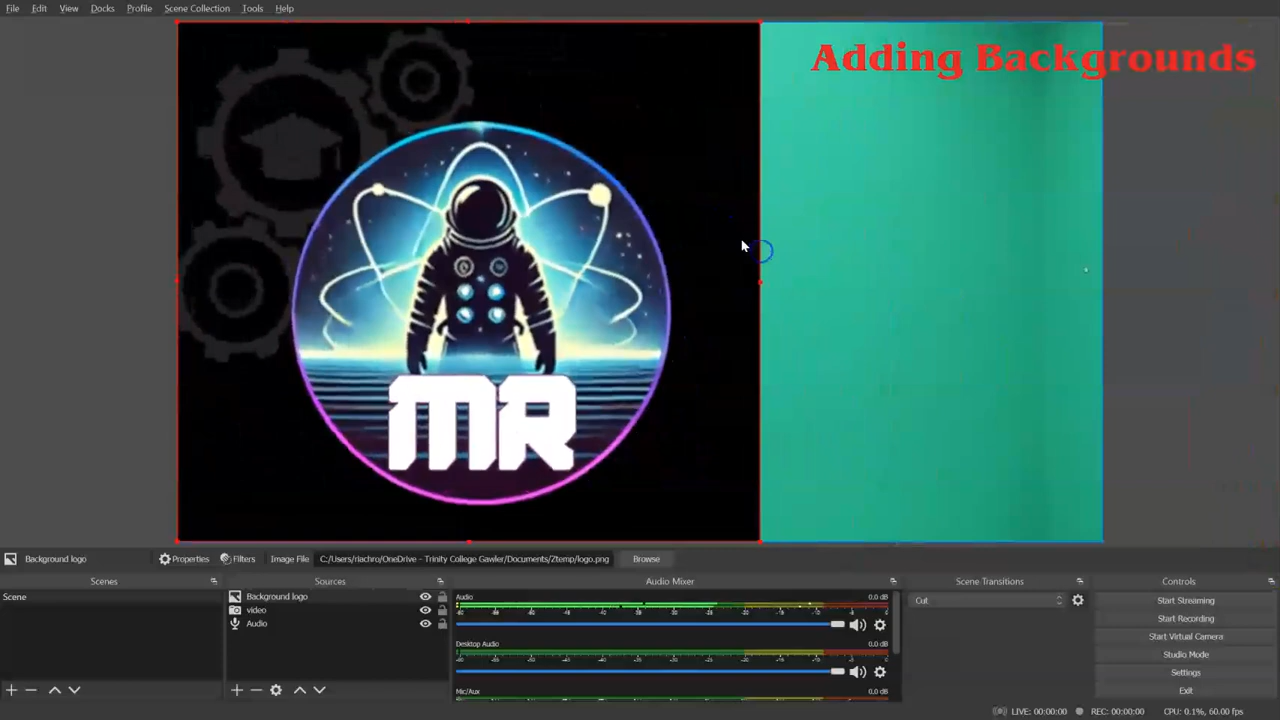 File Edit View Docks Profile Scene Collection Tools Help
Adding Backgrounds
MR
Background logo Properties Filters Image File C:/Users/riachro/OneDrive - Trinity College Gawler/Documents/Ztemp/logo.png Browse
Scenes Sources Audio Mixer Scene Transitions Controls
Scene
Background logo
video
Audio
Audio 0.0 dB
Desktop Audio 0.0 dB
Mic/Aux 0.0 dB
Cut
Start Streaming
Start Recording
Start Virtual Camera
Studio Mode
Settings
Exit
LIVE: 00:00:00 REC: 00:00:00 CPU: 0.1%, 60.00 fps